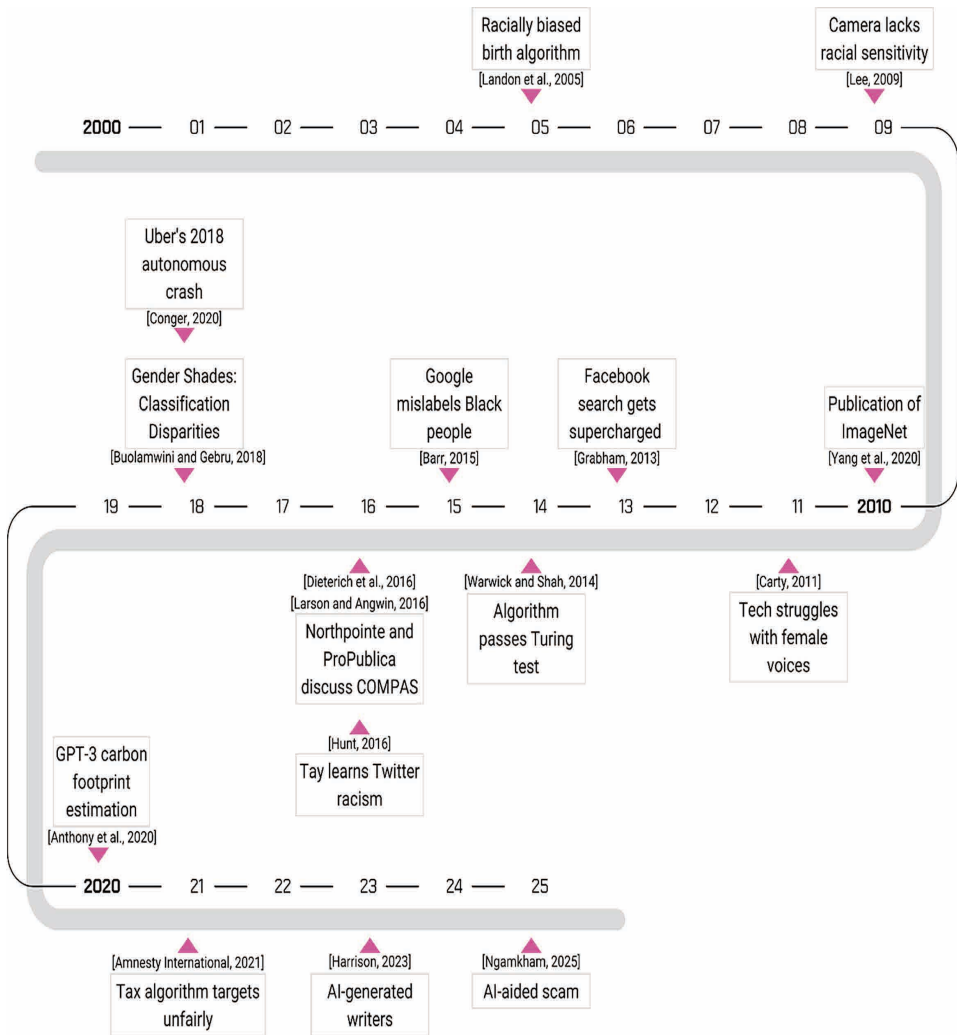 Racially biased
birth algorithm
[Landon et al., 2005]
Camera lacks
racial sensitivity
[Lee, 2009]
2000 — 01 — 02 — 03 — 04 — 05 — 06 — 07 — 08 — 09
Uber's 2018
autonomous
crash
[Conger, 2020]
Gender Shades:
Classification
Disparities
[Buolamwini and Gebru, 2018]
Google
mislabels Black
people
[Barr, 2015]
Facebook
search gets
supercharged
[Grabham, 2013]
Publication of
ImageNet
[Yang et al., 2020]
19 — 18 — 17 — 16 — 15 — 14 — 13 — 12 — 11 — 2010
[Dieterich et al., 2016]
[Larson and Angwin, 2016]
Northpointe and
ProPublica
discuss COMPAS
[Hunt, 2016]
Tay learns Twitter
racism
[Warwick and Shah, 2014]
Algorithm
passes Turing
test
[Carty, 2011]
Tech struggles
with female
voices
GPT-3 carbon
footprint
estimation
[Anthony et al., 2020]
2020 — 21 — 22 — 23 — 24 — 25
[Amnesty International, 2021]
Tax algorithm targets
unfairly
[Harrison, 2023]
AI-generated
writers
[Ngamkham, 2025]
AI-aided scam